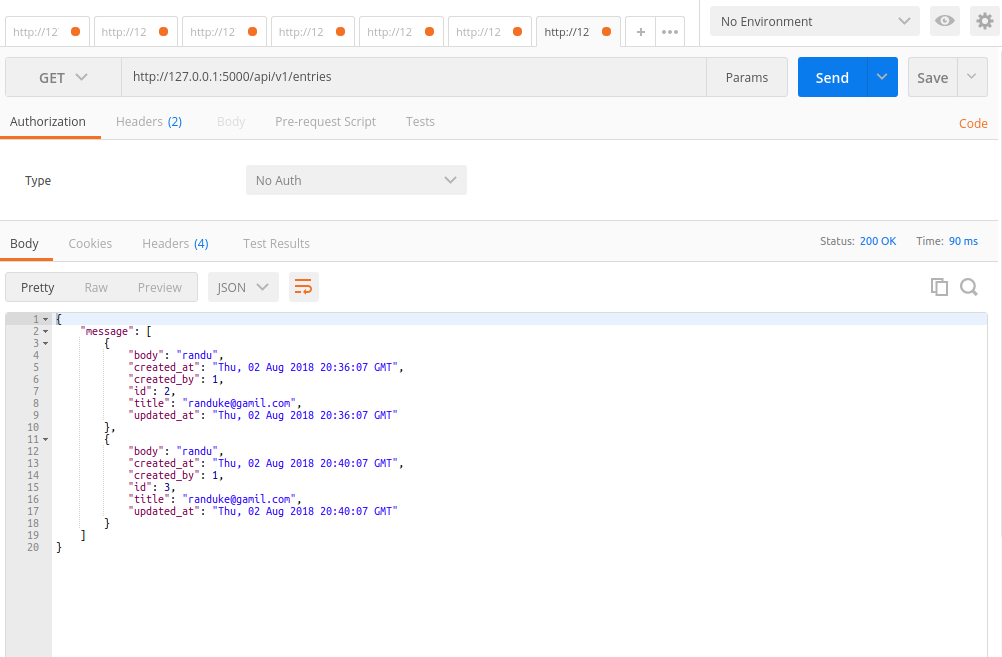 http://12 http://12 http://12 http://12 http://12 http://12 http://12 + ••• No Environment
GET http://127.0.0.1:5000/api/v1/entries Params Send Save
Authorization Headers (2) Body Pre-request Script Tests Code
Type No Auth
Body Cookies Headers (4) Test Results Status: 200 OK Time: 90 ms
Pretty Raw Preview JSON
1 {
2 "message": [
3 {
4 "body": "randu",
5 "created_at": "Thu, 02 Aug 2018 20:36:07 GMT",
6 "created_by": 1,
7 "id": 2,
8 "title": "randuke@gamil.com",
9 "updated_at": "Thu, 02 Aug 2018 20:36:07 GMT"
10 },
11 {
12 "body": "randu",
13 "created_at": "Thu, 02 Aug 2018 20:40:07 GMT",
14 "created_by": 1,
15 "id": 3,
16 "title": "randuke@gamil.com",
17 "updated_at": "Thu, 02 Aug 2018 20:40:07 GMT"
18 }
19 ]
20 }